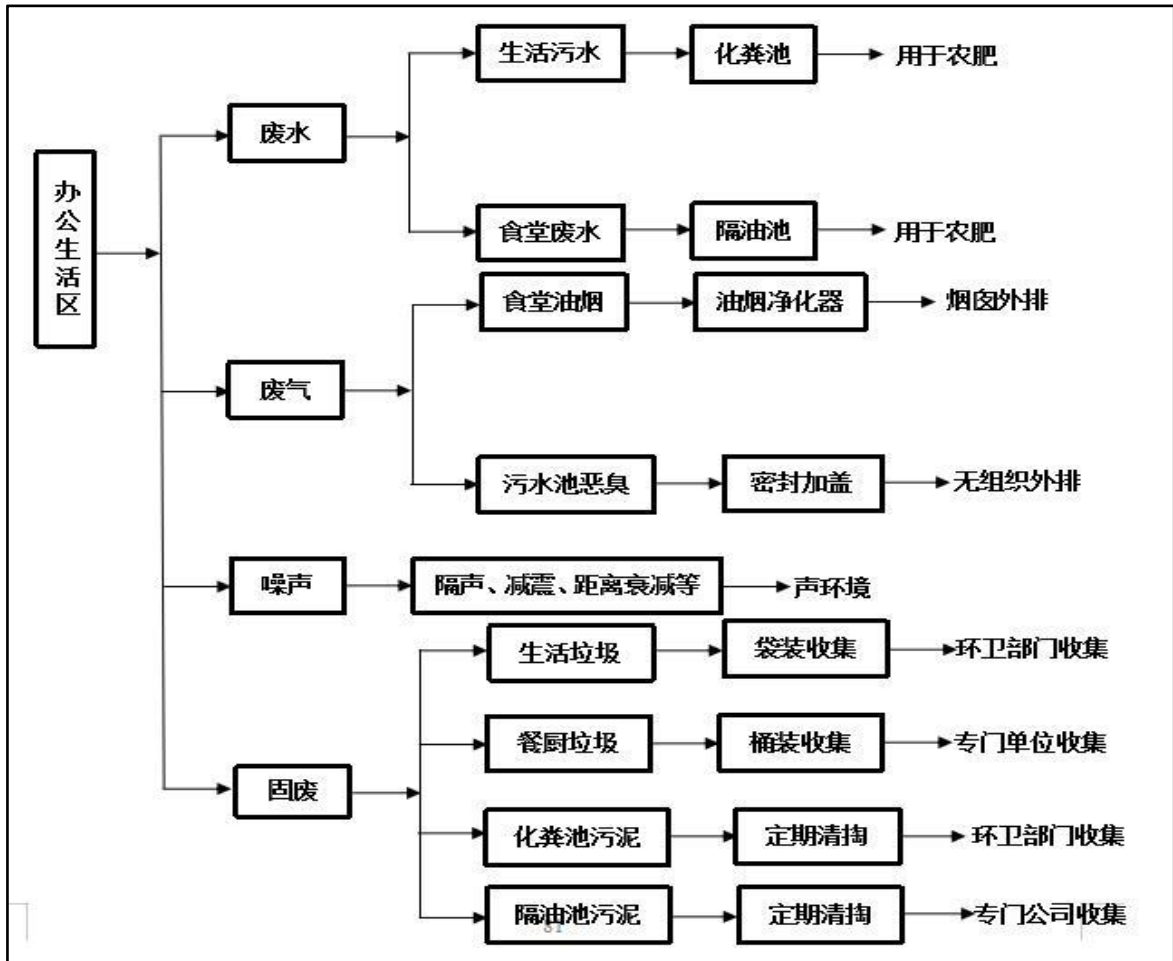 办公生活区
废水
生活污水
化粪池
用于农肥
食堂废水
隔油池
用于农肥
废气
食堂油烟
油烟净化器
烟囱外排
污水池恶臭
密封加盖
无组织外排
噪声
隔声、减震、距离衰减等
声环境
固废
生活垃圾
袋装收集
环卫部门收集
餐厨垃圾
桶装收集
专门单位收集
化粪池污泥
定期清掏
环卫部门收集
隔油池污泥
定期清掏
专门公司收集